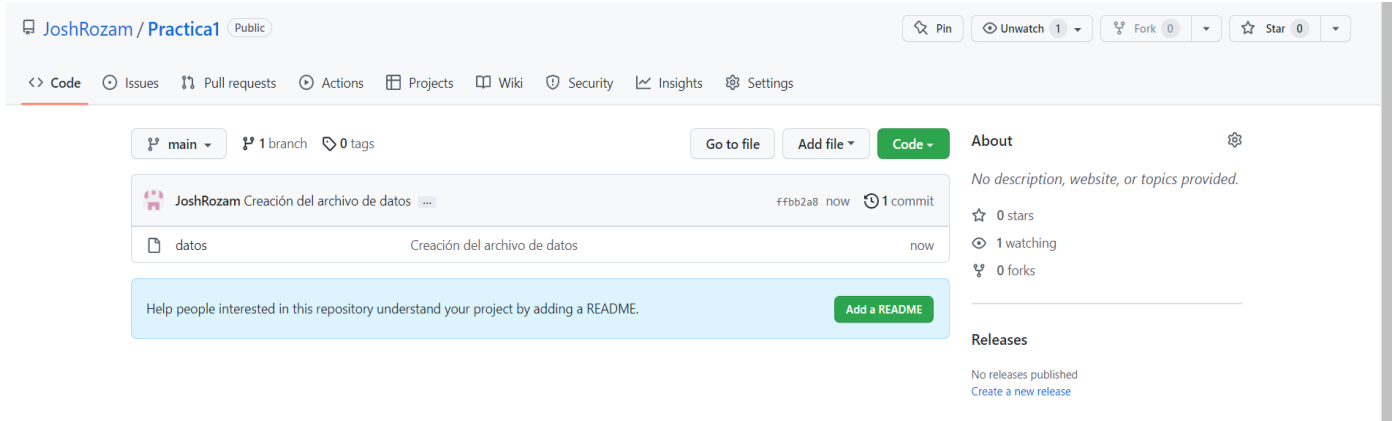 JoshRozam / Practica1 Public
Pin Unwatch 1 Fork 0 Star 0
Code Issues Pull requests Actions Projects Wiki Security Insights Settings
main 1 branch 0 tags Go to file Add file Code
JoshRozam Creación del archivo de datos ... ffbb2a8 now 1 commit
datos Creación del archivo de datos now
Help people interested in this repository understand your project by adding a README. Add a README
About
No description, website, or topics provided.
0 stars
1 watching
0 forks
Releases
No releases published
Create a new release